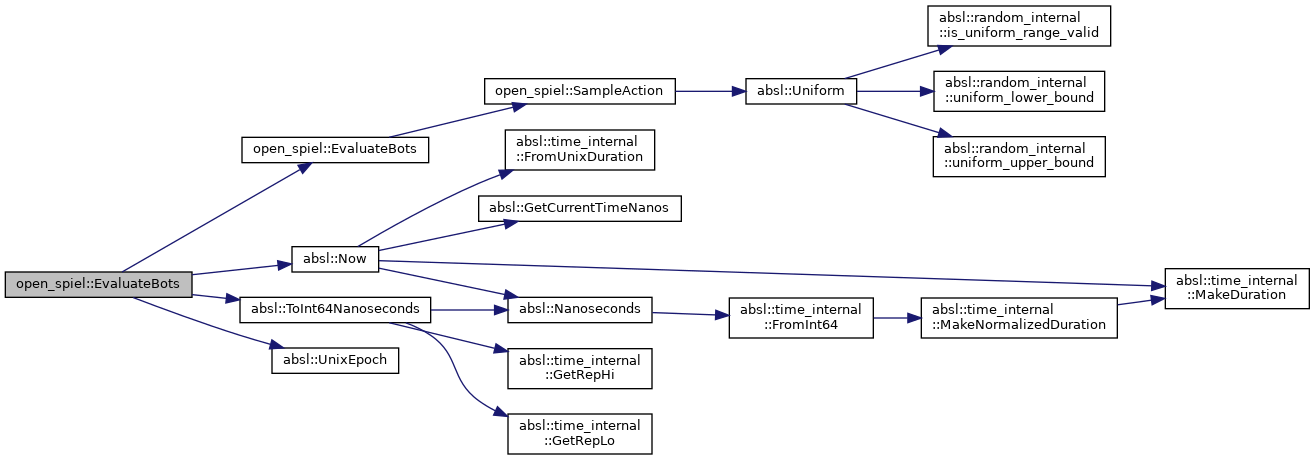 absl::random_internal
::is_uniform_range_valid
open_spiel::SampleAction
absl::Uniform
absl::random_internal
::uniform_lower_bound
open_spiel::EvaluateBots
absl::time_internal
::FromUnixDuration
absl::random_internal
::uniform_upper_bound
absl::GetCurrentTimeNanos
absl::Now
open_spiel::EvaluateBots
absl::time_internal
::MakeDuration
absl::ToInt64Nanoseconds
absl::Nanoseconds
absl::time_internal
::FromInt64
absl::time_internal
::MakeNormalizedDuration
absl::UnixEpoch
absl::time_internal
::GetRepHi
absl::time_internal
::GetRepLo